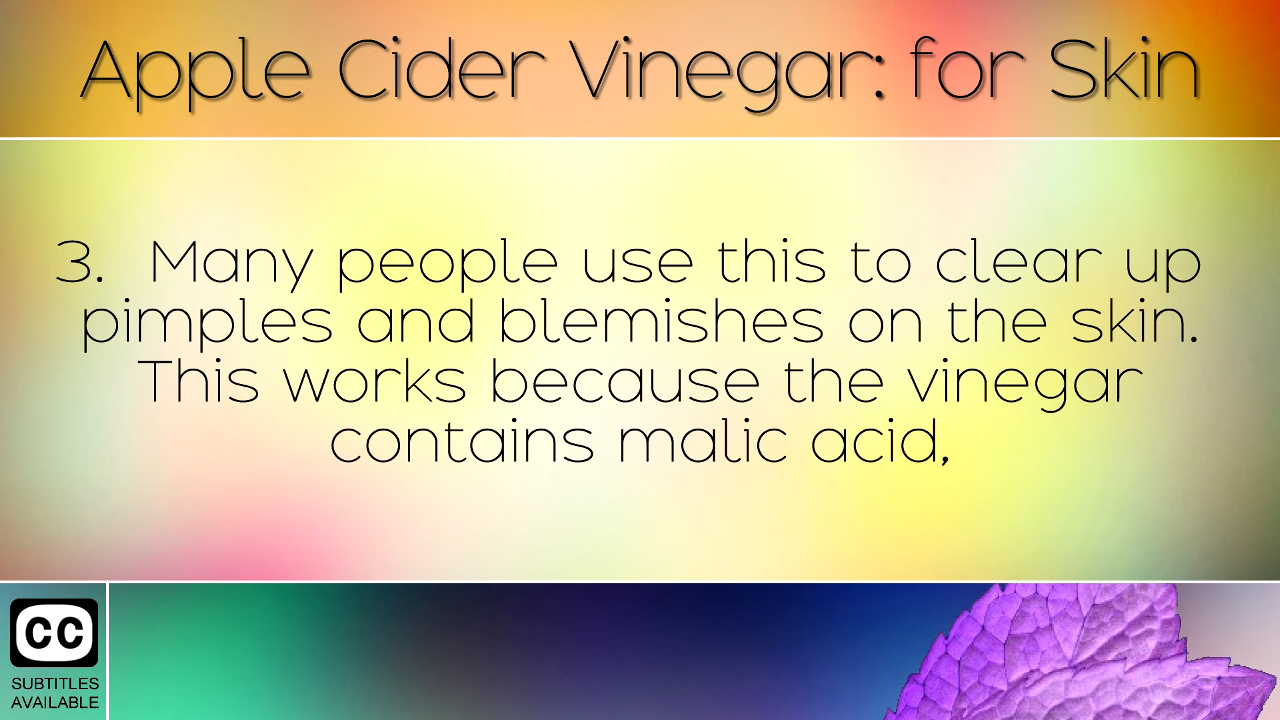 Apple Cider Vinegar: for Skin
3. Many people use this to clear up
pimples and blemishes on the skin.
This works because the vinegar
contains malic acid,
CC
SUBTITLES
AVAILABLE